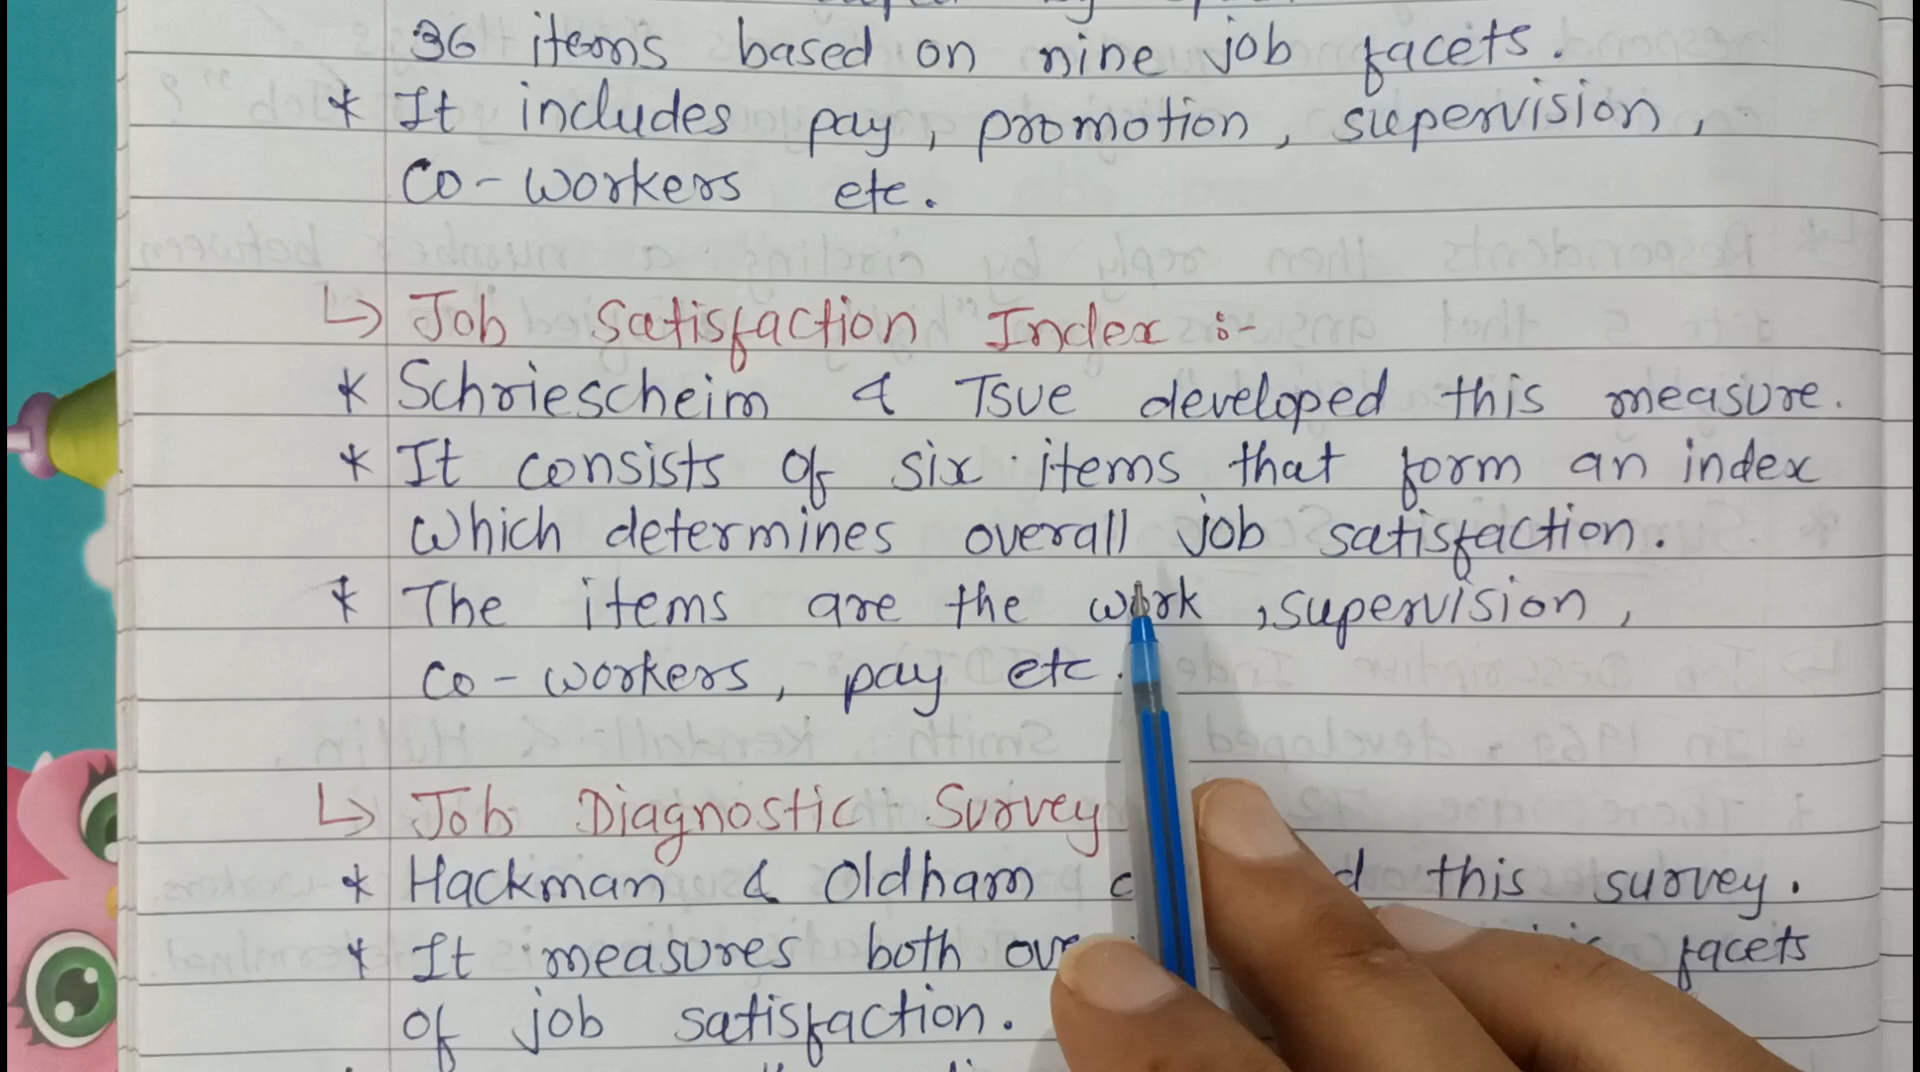 36 items based on nine job facets.
* It includes pay, promotion, supervision,
Co-workers etc.
↳ Job Satisfaction Index :-
* Schriescheim & Tsue developed this measure.
* It consists of six items that form an index
which determines overall job satisfaction.
* The items are the work, supervision,
co-workers, pay etc.
↳ Job Diagnostic Survey
* Hackman & Oldham this survey.
* It measures both facets
of job satisfaction.